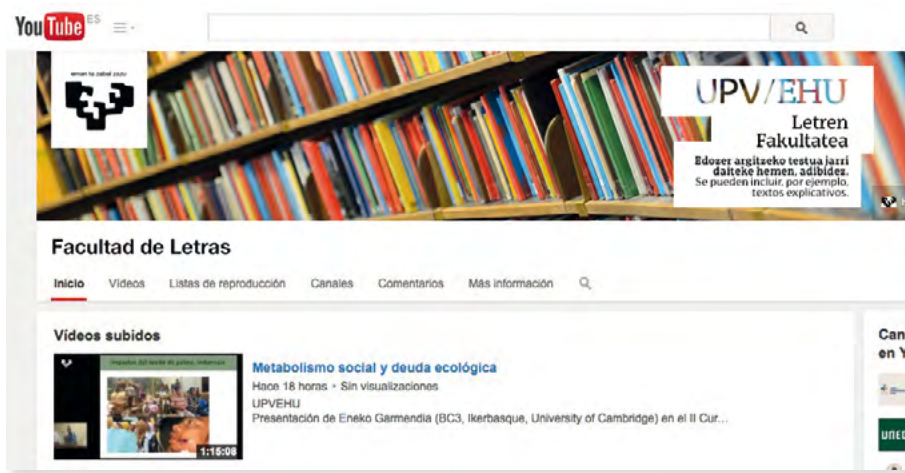 YouTube ES
eman ta zabal zazu
UPV/EHU
Letren
Fakultatea
Edozer argitzeko testua jarri
daiteke hemen, adibidez.
Se pueden incluir, por ejemplo,
textos explicativos.
Facultad de Letras
Inicio Vídeos Listas de reproducción Canales Comentarios Más información
Vídeos subidos
Metabolismo social y deuda ecológica
Hace 18 horas • Sin visualizaciones
UPVEHU
Presentación de Eneko Garmendia (BC3, Ikerbasque, University of Cambridge) en el II Cur...
1:15:08
Can
en Y
UNED